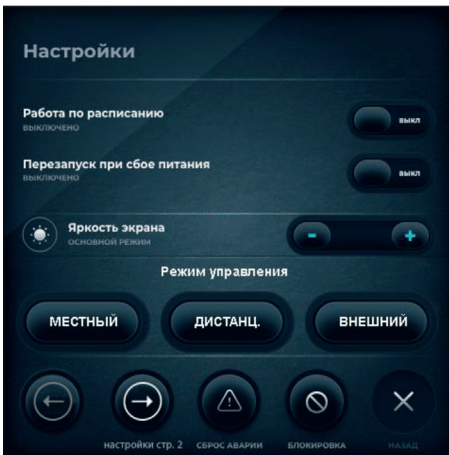 Настройки
Работа по расписанию
ВЫКЛЮЧЕНО
ВЫКЛ
Перезапуск при сбое питания
ВЫКЛЮЧЕНО
ВЫКЛ
Яркость экрана
ОСНОВНОЙ РЕЖИМ
- +
Режим управления
МЕСТНЫЙ ДИСТАНЦ. ВНЕШНИЙ
настройки стр. 2 СБРОС АВАРИИ БЛОКИРОВКА НАЗАД